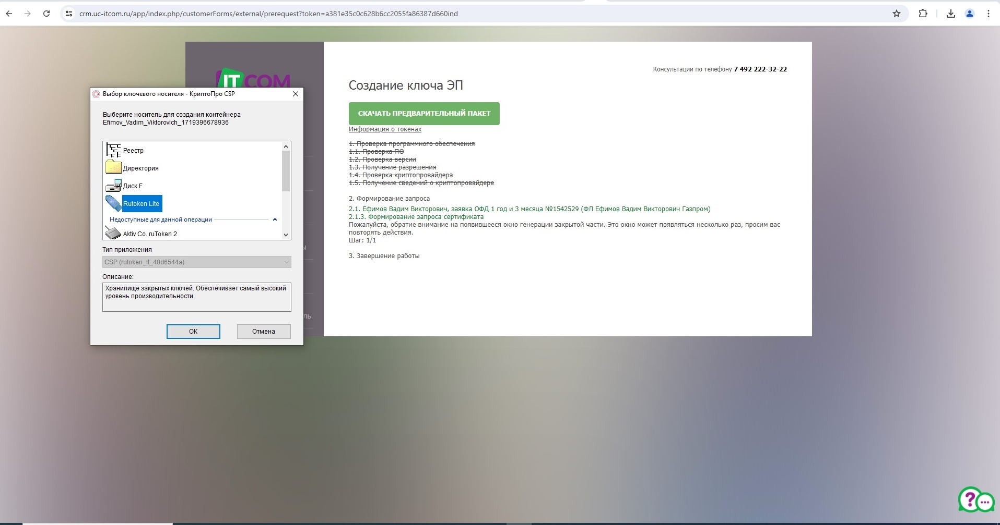 crm.uc-itcom.ru/app/index.php/customerForms/external/prerequest?token=a381e35c0c628b6cc2055fa86387d660ind
IT COM
Консультации по телефону 7 492 222-32-22
Создание ключа ЭП
СКАЧАТЬ ПРЕДВАРИТЕЛЬНЫЙ ПАКЕТ
Информация о токенах
1. Проверка программного обеспечения
1.1. Проверка ПО
1.2. Проверка версии
1.3. Получение разрешения
1.4. Проверка криптопровайдера
1.5. Получение сведений о криптопровайдере
2. Формирование запроса
2.1. Ефимов Вадим Викторович, заявка ОФД 1 год и 3 месяца №1542529 (ФЛ Ефимов Вадим Викторович Газпром)
2.1.3. Формирование запроса сертификата
Пожалуйста, обратие внимание на появившееся окно генерации закрытой части. Это окно может появляться несколько раз, просим вас
повторять действия.
Шаг: 1/1
3. Завершение работы
Выбор ключевого носителя - КриптоПро CSP
Выберите носитель для создания контейнера
Efimov_Vadim_Viktorovich_1719396678936
Реестр
Директория
Диск F
Rutoken Lite
Недоступные для данной операции
Aktiv Co. ruToken 2
Тип приложения
CSP (rutoken_lt_40d6544a)
Описание:
Хранилище закрытых ключей. Обеспечивает самый высокий
уровень производительности.
ОК
Отмена
ы
ль
?